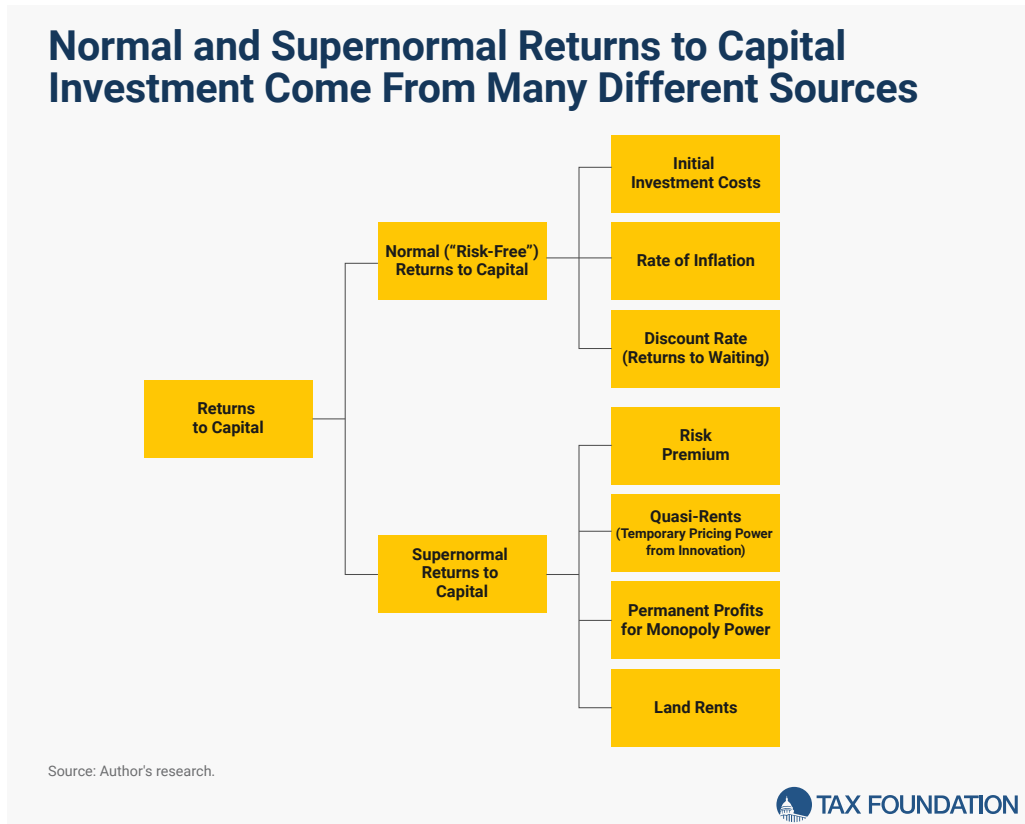 Normal and Supernormal Returns to Capital
Investment Come From Many Different Sources
Initial
Investment Costs
Normal (“Risk-Free”)
Returns to Capital
Rate of Inflation
Discount Rate
(Returns to Waiting)
Returns
to Capital
Risk
Premium
Quasi-Rents
(Temporary Pricing Power
from Innovation)
Supernormal
Returns to
Capital
Permanent Profits
for Monopoly Power
Land Rents
Source: Author's research.
TAX FOUNDATION